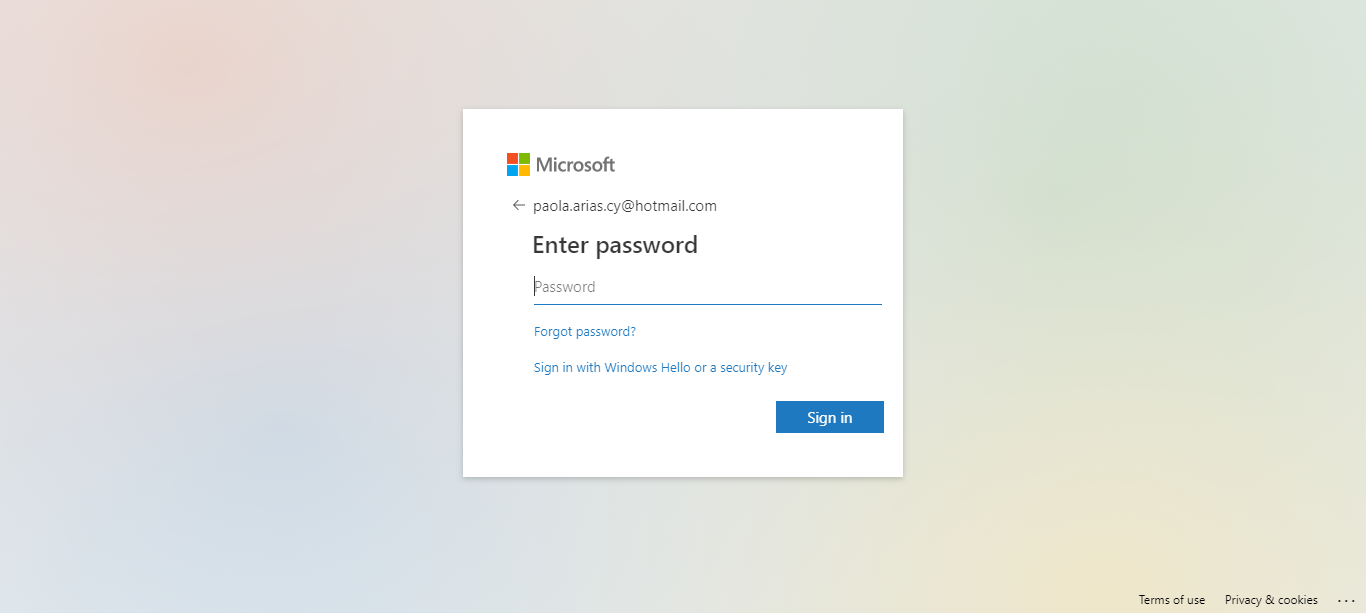 Microsoft
paola.arias.cy@hotmail.com
Enter password
Password
Forgot password?
Sign in with Windows Hello or a security key
Sign in
Terms of use Privacy & cookies ...